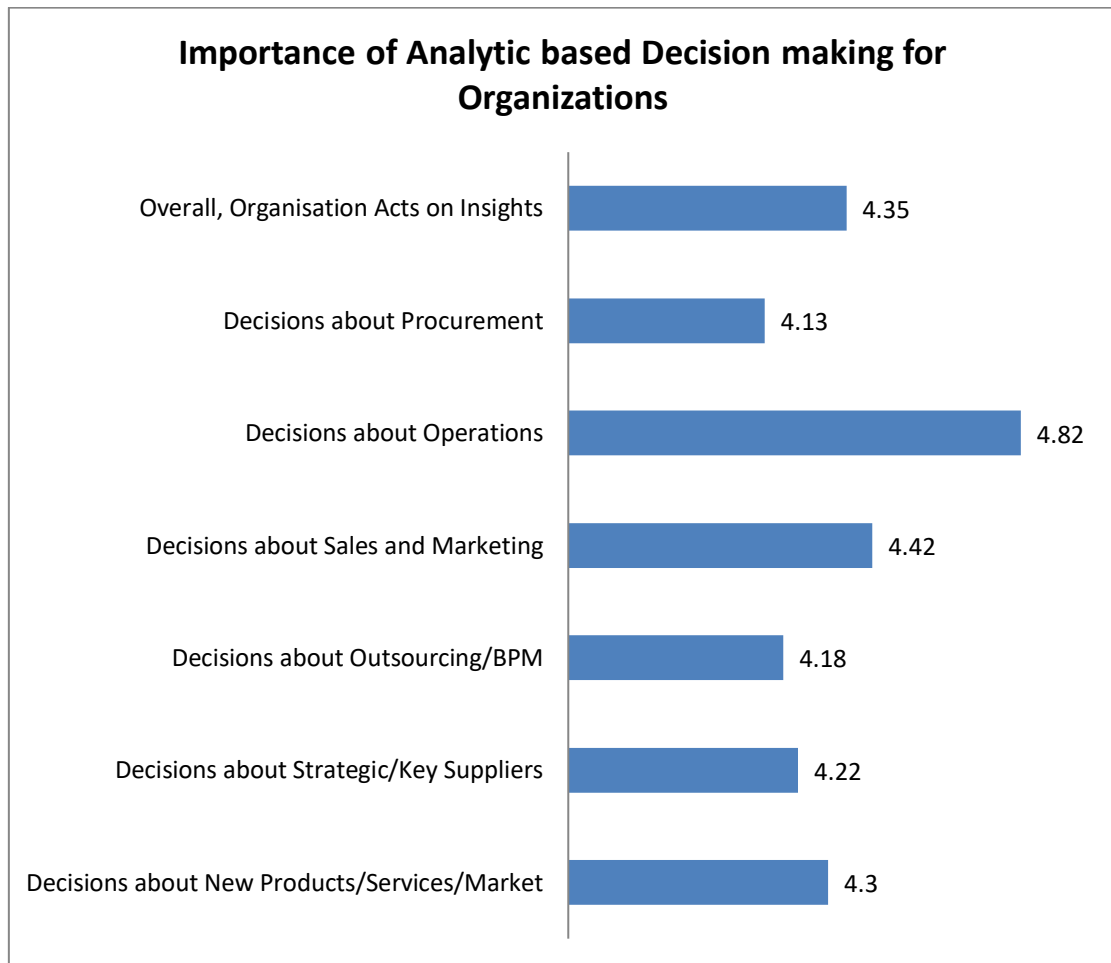 Importance of Analytic based Decision making for
Organizations
Overall, Organisation Acts on Insights
4.35
Decisions about Procurement
4.13
Decisions about Operations
4.82
Decisions about Sales and Marketing
4.42
Decisions about Outsourcing/BPM
4.18
Decisions about Strategic/Key Suppliers
4.22
Decisions about New Products/Services/Market
4.3